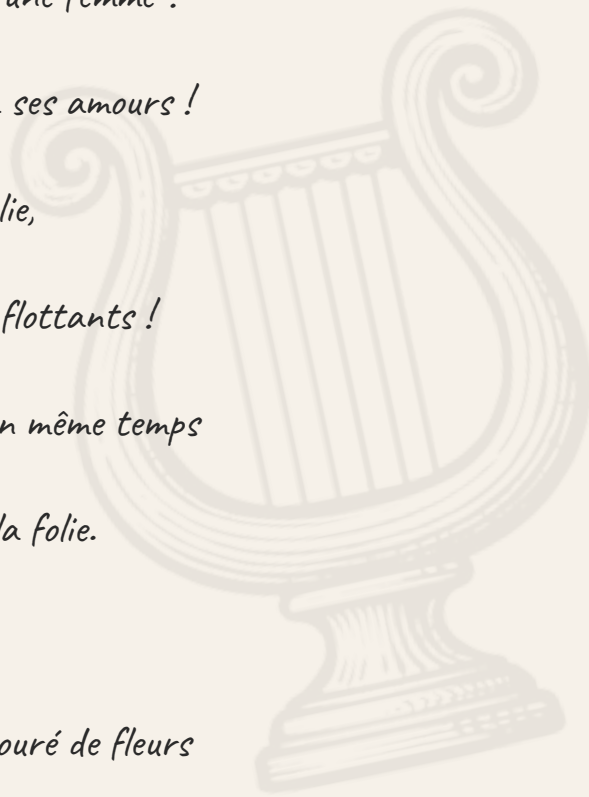 une femme !
ses amours !
lie,
flottants !
n même temps
la folie.
ouré de fleurs